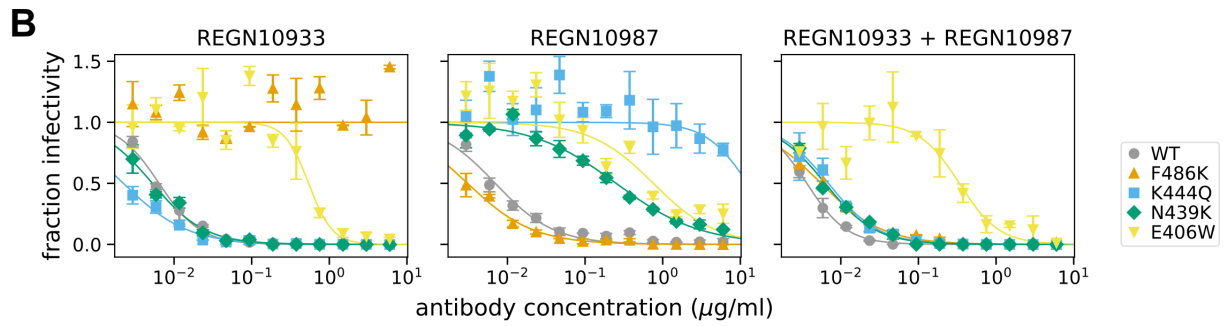 B
REGN10933
REGN10987
REGN10933 + REGN10987
fraction infectivity
1.5
1.0
0.5
0.0
10⁻² 10⁻¹ 10⁰ 10¹
10⁻² 10⁻¹ 10⁰ 10¹
10⁻² 10⁻¹ 10⁰ 10¹
antibody concentration (μg/ml)
WT
F486K
K444Q
N439K
E406W